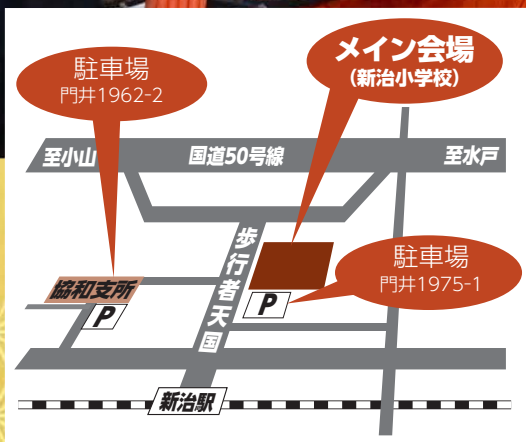 駐車場
門井1962-2
メイン会場
(新治小学校)
至小山
国道50号線
至水戸
歩行者天国
駐車場
門井1975-1
協和支所
P
P
新治駅